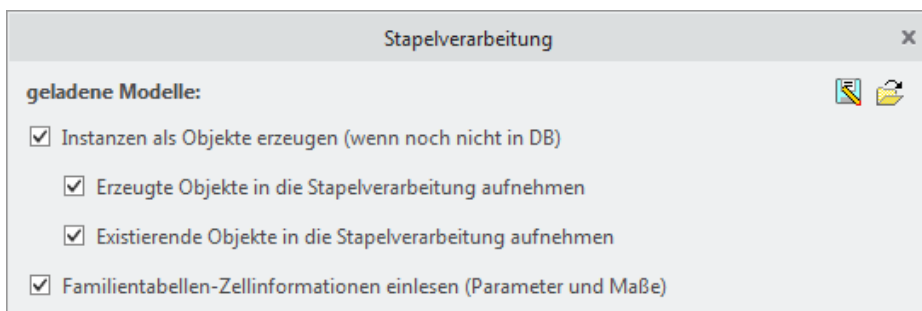 Stapelverarbeitung
geladene Modelle:
Instanzen als Objekte erzeugen (wenn noch nicht in DB)
Erzeugte Objekte in die Stapelverarbeitung aufnehmen
Existierende Objekte in die Stapelverarbeitung aufnehmen
Familientabellen-Zellinformationen einlesen (Parameter und Maße)